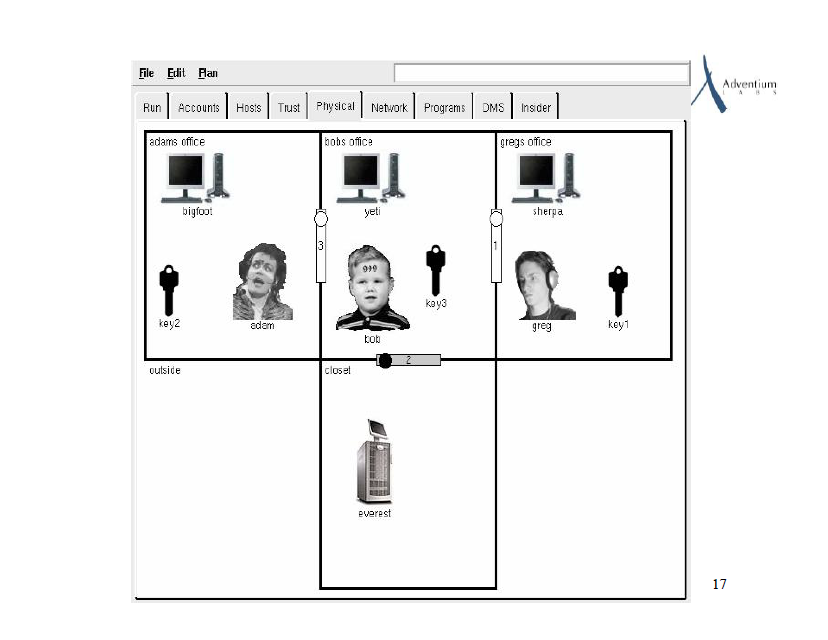 File Edit Plan
Adventium
LABS
Run Accounts Hosts Trust Physical Network Programs DMS Insider
adams office bobs office gregs office
bigfoot yeti sherpa
3 1
key2 adam bob key3 greg key1
2
outside closet
everest
17